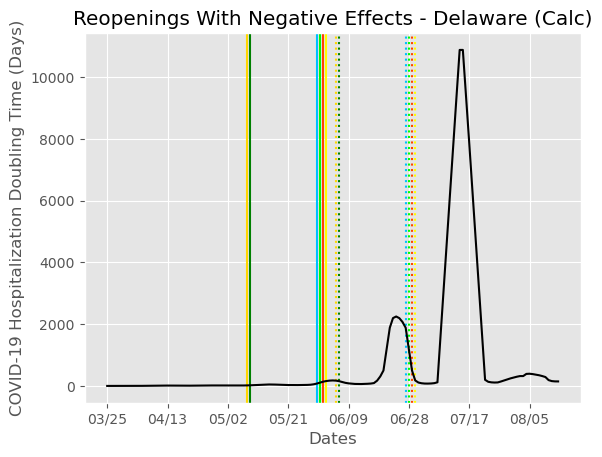 Reopenings With Negative Effects - Delaware (Calc)
COVID-19 Hospitalization Doubling Time (Days)
10000
8000
6000
4000
2000
0
03/25 04/13 05/02 05/21 06/09 06/28 07/17 08/05
Dates